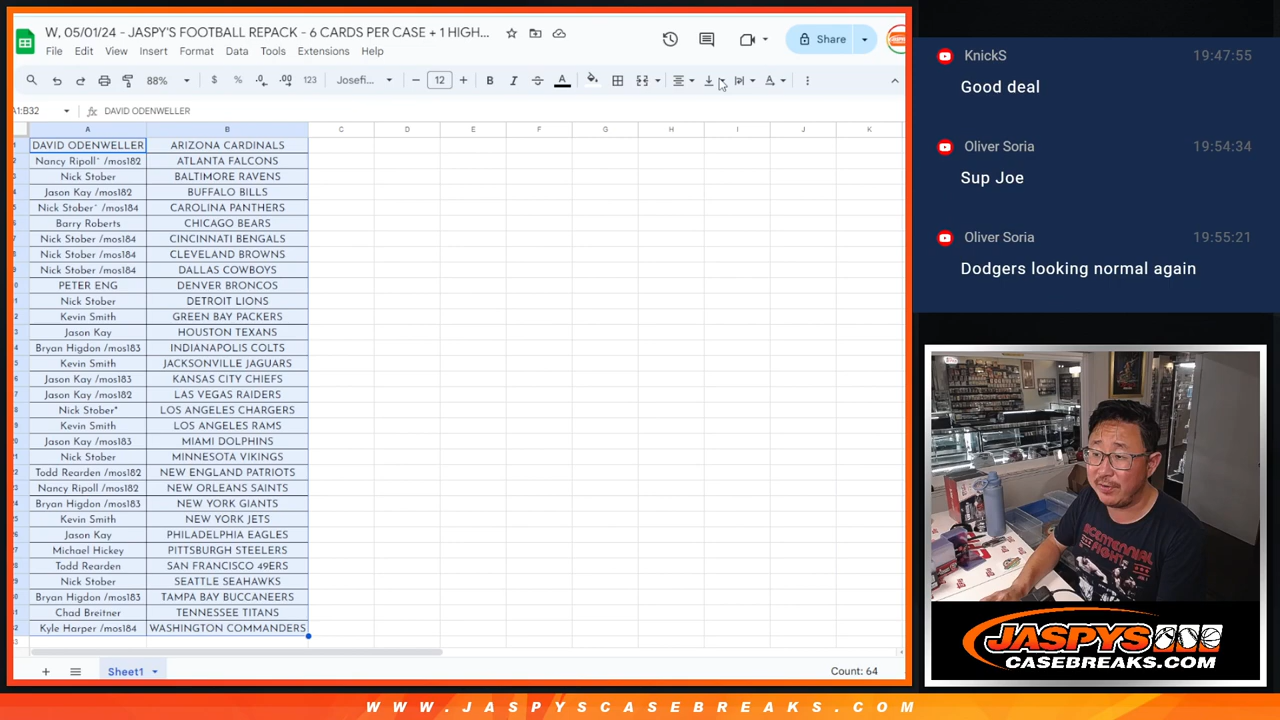 W, 05/01/24 - JASPY'S FOOTBALL REPACK - 6 CARDS PER CASE + 1 HIGH...
File Edit View Insert Format Data Tools Extensions Help
Share
88% $ % .0 .00 123 Josefi... − 12 + B I A
A1:B32 fx DAVID ODENWELLER
A B C D E F G H I J K
DAVID ODENWELLER ARIZONA CARDINALS
Nancy Ripoll* /mos182 ATLANTA FALCONS
Nick Stober BALTIMORE RAVENS
Jason Kay /mos182 BUFFALO BILLS
Nick Stober* /mos184 CAROLINA PANTHERS
Barry Roberts CHICAGO BEARS
Nick Stober /mos184 CINCINNATI BENGALS
Nick Stober /mos184 CLEVELAND BROWNS
Nick Stober /mos184 DALLAS COWBOYS
PETER ENG DENVER BRONCOS
Nick Stober DETROIT LIONS
Kevin Smith GREEN BAY PACKERS
Jason Kay HOUSTON TEXANS
Bryan Higdon /mos183 INDIANAPOLIS COLTS
Kevin Smith JACKSONVILLE JAGUARS
Jason Kay /mos183 KANSAS CITY CHIEFS
Jason Kay /mos182 LAS VEGAS RAIDERS
Nick Stober* LOS ANGELES CHARGERS
Kevin Smith LOS ANGELES RAMS
Jason Kay /mos183 MIAMI DOLPHINS
Nick Stober MINNESOTA VIKINGS
Todd Rearden /mos182 NEW ENGLAND PATRIOTS
Nancy Ripoll /mos182 NEW ORLEANS SAINTS
Bryan Higdon /mos183 NEW YORK GIANTS
Kevin Smith NEW YORK JETS
Jason Kay PHILADELPHIA EAGLES
Michael Hickey PITTSBURGH STEELERS
Todd Rearden SAN FRANCISCO 49ERS
Nick Stober SEATTLE SEAHAWKS
Bryan Higdon /mos183 TAMPA BAY BUCCANEERS
Chad Breitner TENNESSEE TITANS
Kyle Harper /mos184 WASHINGTON COMMANDERS
Sheet1
Count: 64
KnickS 19:47:55
Good deal
Oliver Soria 19:54:34
Sup Joe
Oliver Soria 19:55:21
Dodgers looking normal again
BICENTENNIAL
FIGHT
JASPYS
CASEBREAKS.COM
WWW.JASPYSCASEBREAKS.COM